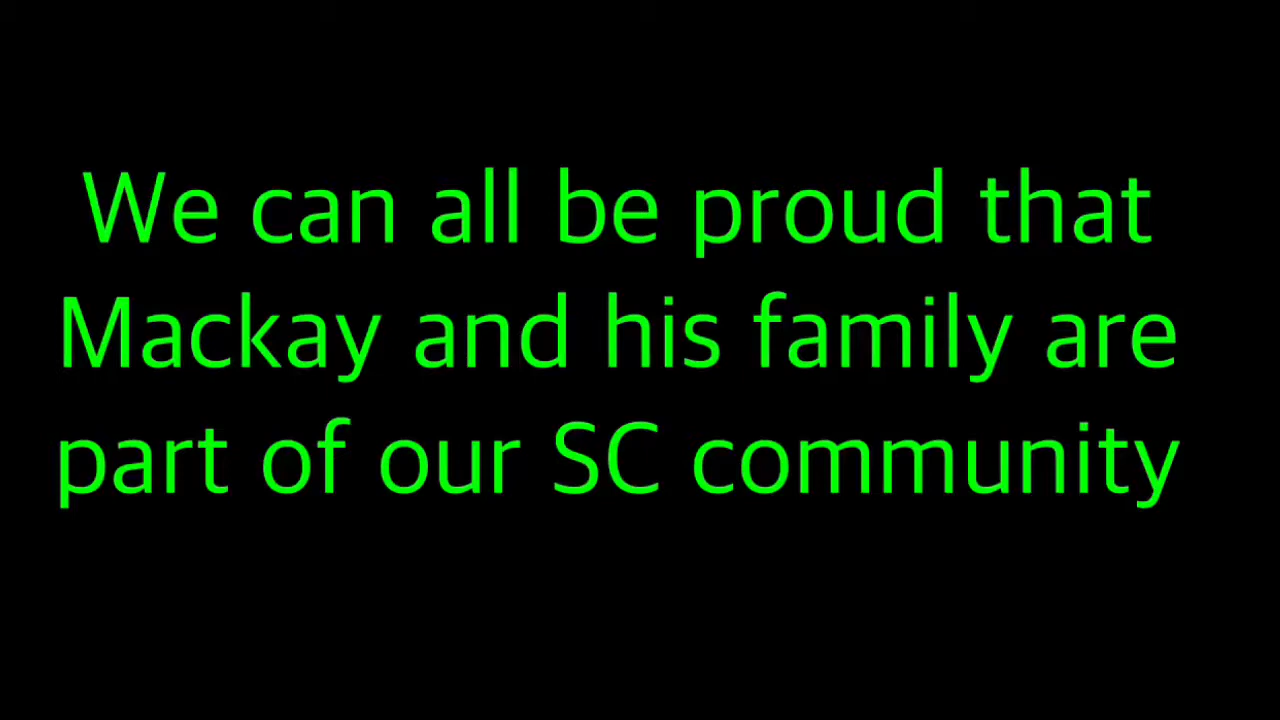 We can all be proud that
Mackay and his family are
part of our SC community